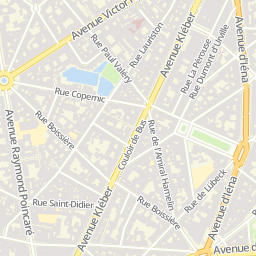 Avenue Victor
Rue Lauriston
Rue Paul Valéry
Avenue Kléber
Rue La Pérouse
Rue Dumont d'Urville
Avenue d'Iéna
Rue Copernic
Rue Boissière
Avenue Raymond Poincaré
Couloir de Bus
Rue de l'Amiral Hamelin
Rue de Lubeck
Avenue d'Iéna
Rue Saint-Didier
Avenue Kléber
Rue Boissière
Avenue d